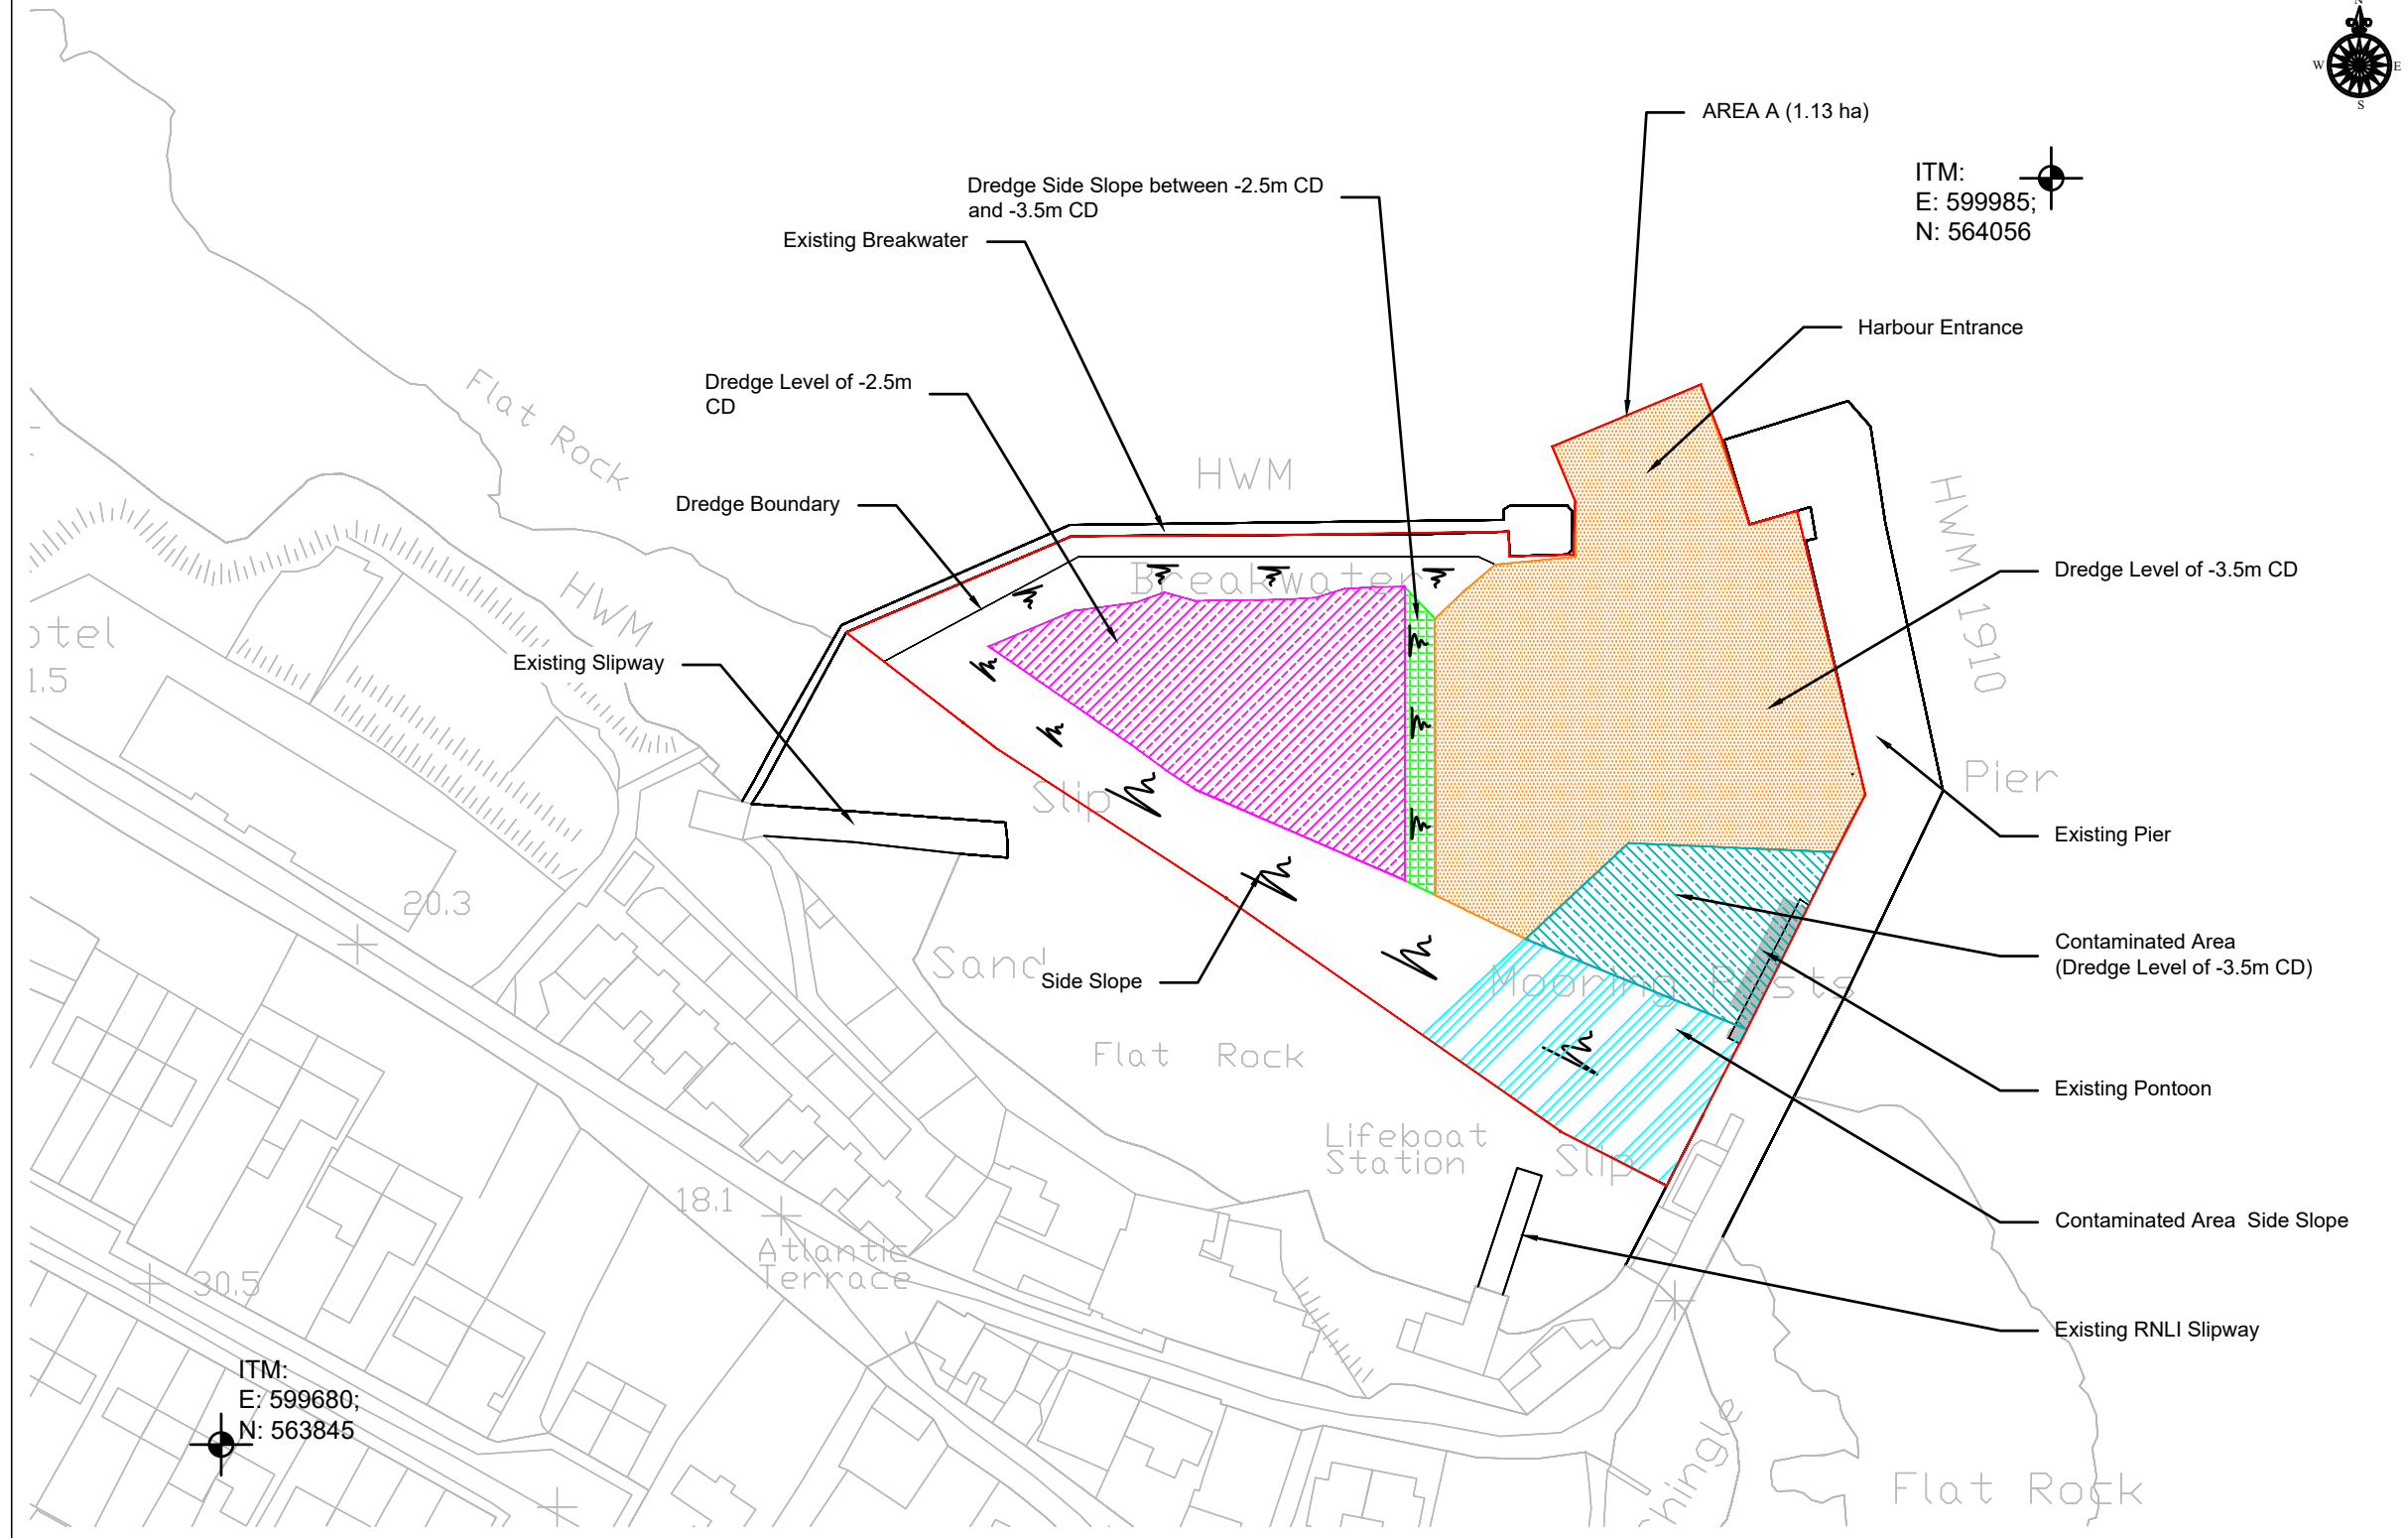 N
W
E
S
AREA A (1.13 ha)
ITM:
E: 599985;
N: 564056
Dredge Side Slope between -2.5m CD
and -3.5m CD
Existing Breakwater
Harbour Entrance
Dredge Level of -2.5m
CD
Flat Rock
HWM
Dredge Boundary
HWM 1910
Breakwater
Dredge Level of -3.5m CD
HWM
otel
1.5
Existing Slipway
Slip
Pier
Existing Pier
20.3
Sand
Side Slope
Mooring Posts
Contaminated Area
(Dredge Level of -3.5m CD)
Flat Rock
Existing Pontoon
Lifeboat
Station
Slip
18.1
Atlantic
Terrace
Contaminated Area Side Slope
30.5
Existing RNLI Slipway
ITM:
E: 599680;
N: 563845
hingle
Flat Rock